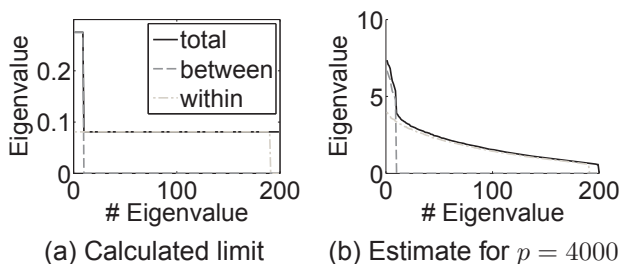 Eigenvalue
0.2
0.1
0
0
100
200
# Eigenvalue
total
between
within
(a) Calculated limit
Eigenvalue
10
5
0
0
100
200
# Eigenvalue
(b) Estimate for p = 4000